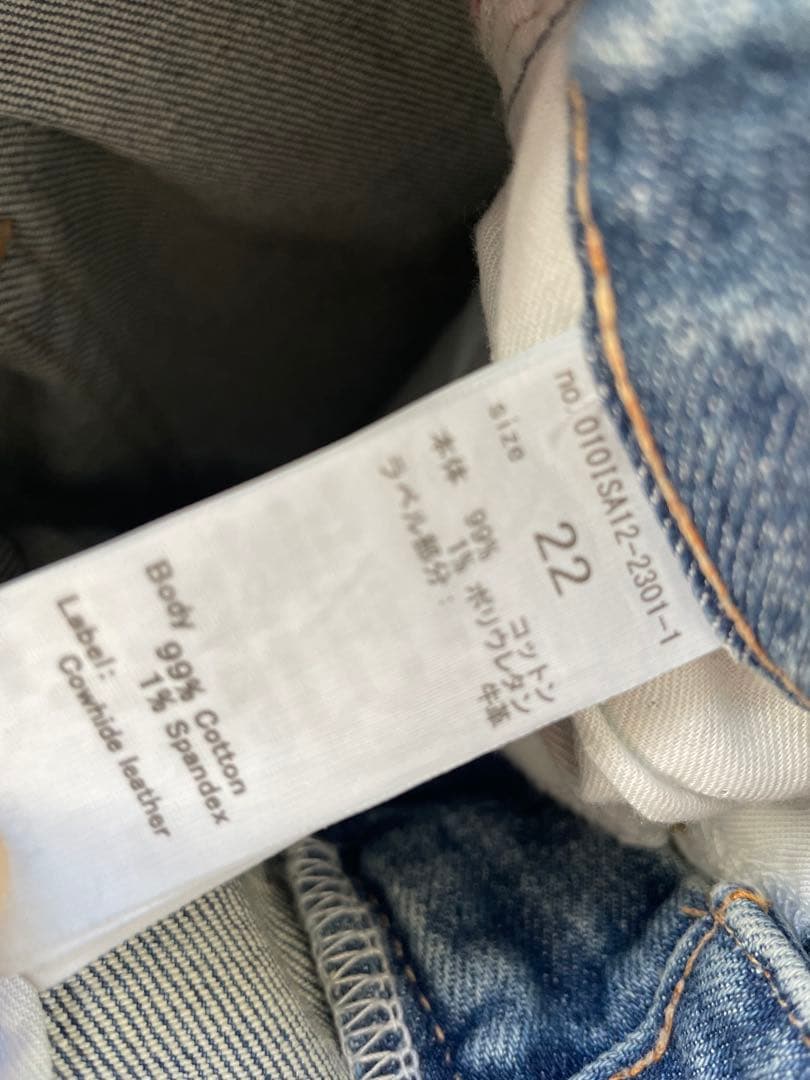 no.010ISA12-2301-1
size 22
本体 99% コットン
1% ポリウレタン
ラベル部分: 牛革
Body 99% Cotton
1% Spandex
Label:
Cowhide leather